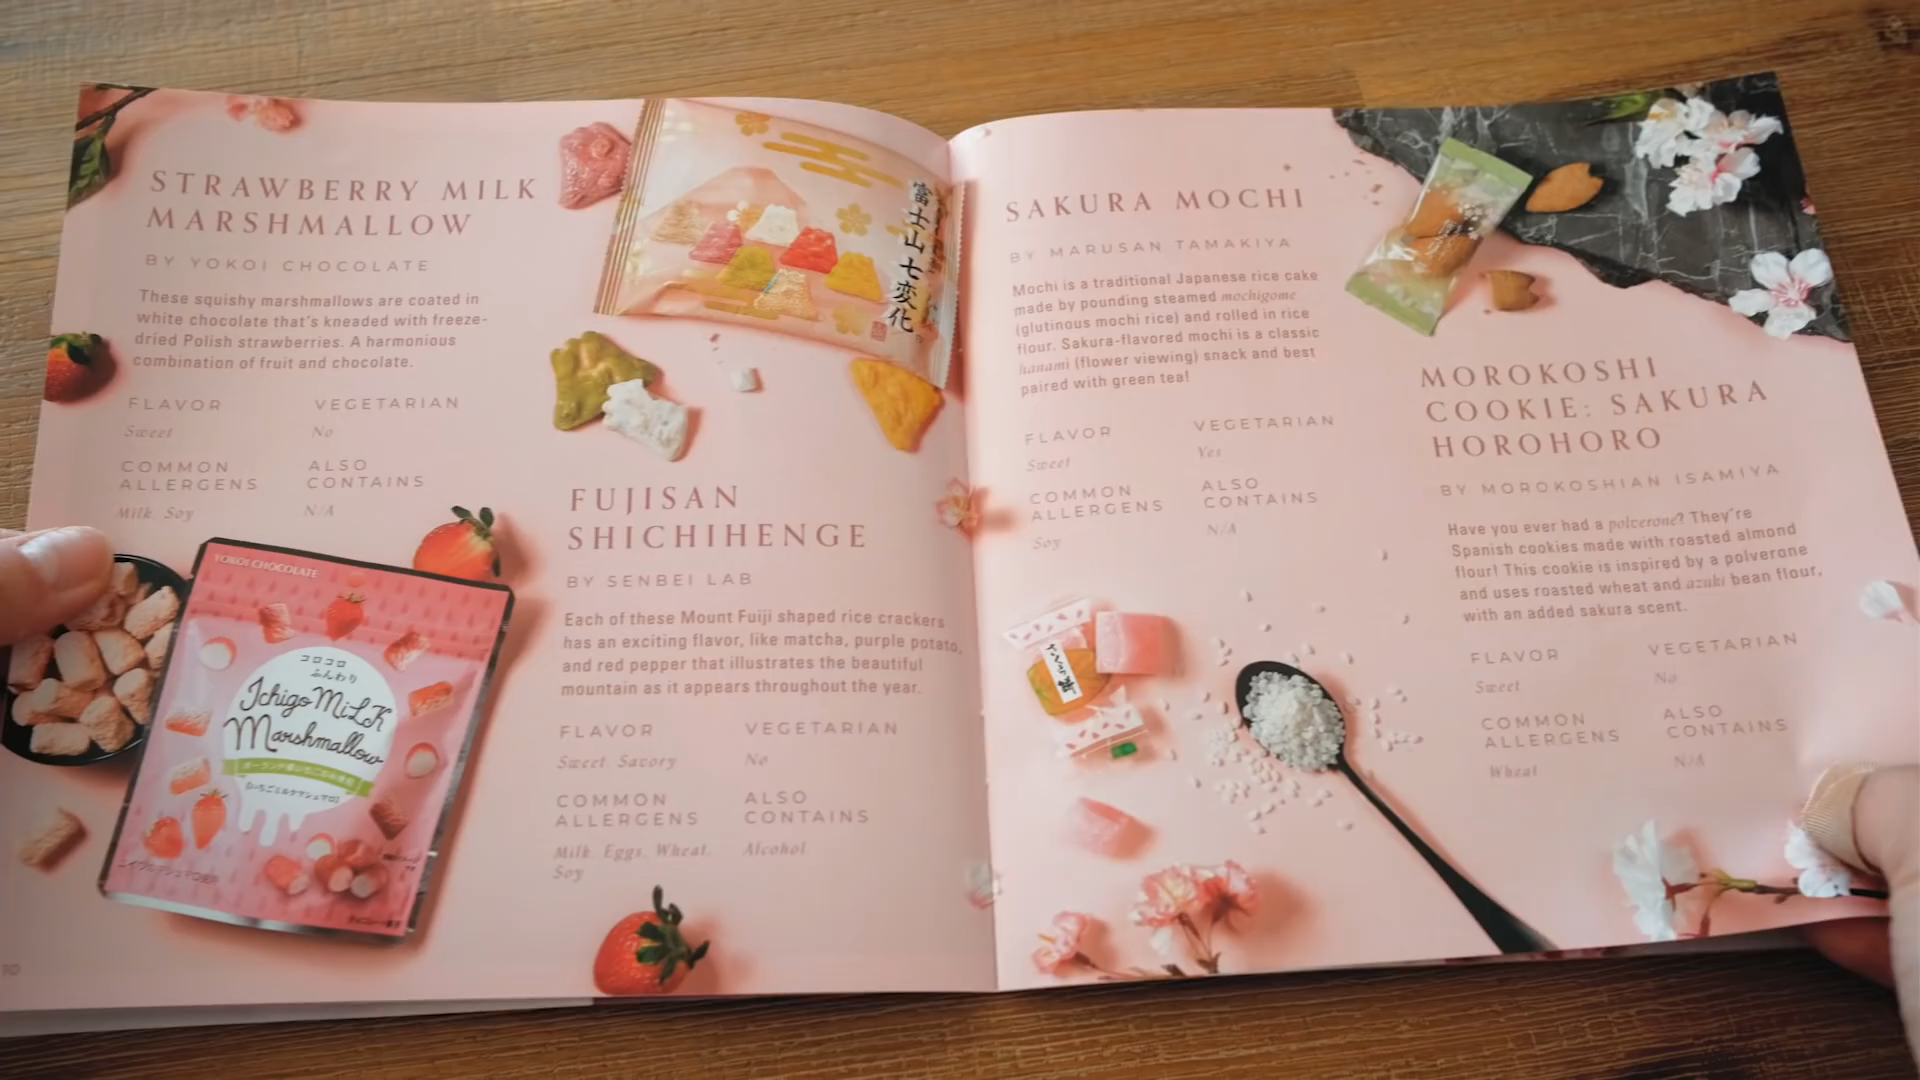 STRAWBERRY MILK
MARSHMALLOW
BY YOKOI CHOCOLATE
These squishy marshmallows are coated in
white chocolate that's kneaded with freeze-
dried Polish strawberries. A harmonious
combination of fruit and chocolate.
FLAVOR
Sweet
VEGETARIAN
No
COMMON
ALLERGENS
Milk, Soy
ALSO
CONTAINS
N/A
YOKOI CHOCOLATE
コロコロ
ふんわり
Ichigo MiLK
Marshmallow
10
富士山七変化
FUJISAN
SHICHIHENGE
BY SENBEI LAB
Each of these Mount Fuiji shaped rice crackers
has an exciting flavor, like matcha, purple potato,
and red pepper that illustrates the beautiful
mountain as it appears throughout the year.
FLAVOR
Sweet, Savory
VEGETARIAN
No
COMMON
ALLERGENS
Milk, Eggs, Wheat,
Soy
ALSO
CONTAINS
Alcohol
SAKURA MOCHI
BY MARUSAN TAMAKIYA
Mochi is a traditional Japanese rice cake
made by pounding steamed mochigome
(glutinous mochi rice) and rolled in rice
flour. Sakura-flavored mochi is a classic
hanami (flower viewing) snack and best
paired with green tea!
FLAVOR
Sweet
VEGETARIAN
Yes
COMMON
ALLERGENS
Soy
ALSO
CONTAINS
N/A
さくら餅
MOROKOSHI
COOKIE: SAKURA
HOROHORO
BY MOROKOSHIAN ISAMIYA
Have you ever had a polverone? They're
Spanish cookies made with roasted almond
flour! This cookie is inspired by a polverone
and uses roasted wheat and azuki bean flour,
with an added sakura scent.
FLAVOR
Sweet
VEGETARIAN
No
COMMON
ALLERGENS
Wheat
ALSO
CONTAINS
N/A